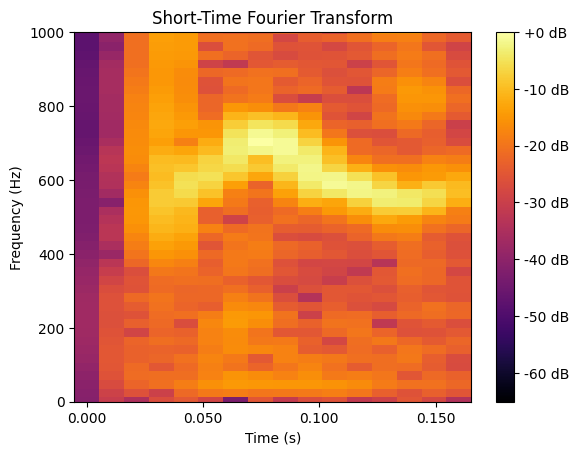 Short-Time Fourier Transform
1000
800
600
400
200
0
Frequency (Hz)
0.000
0.050
0.100
0.150
Time (s)
+0 dB
-10 dB
-20 dB
-30 dB
-40 dB
-50 dB
-60 dB